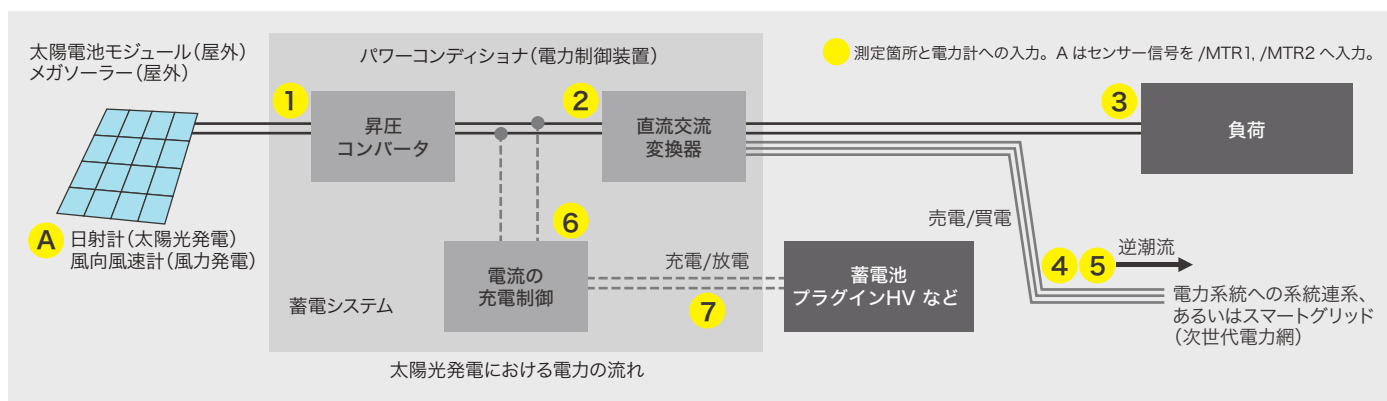 太陽電池モジュール(屋外)
メガソーラー(屋外)
パワーコンディショナ(電力制御装置)
測定箇所と電力計への入力。A はセンサー信号を /MTR1, /MTR2 へ入力。
1
昇圧
コンバータ
2
直流交流
変換器
3
負荷
A
日射計(太陽光発電)
風向風速計(風力発電)
6
電流の
充電制御
蓄電システム
充電/放電
7
蓄電池
プラグインHV など
売電/買電
4
5
逆潮流
電力系統への系統連系、
あるいはスマートグリッド
(次世代電力網)
太陽光発電における電力の流れ